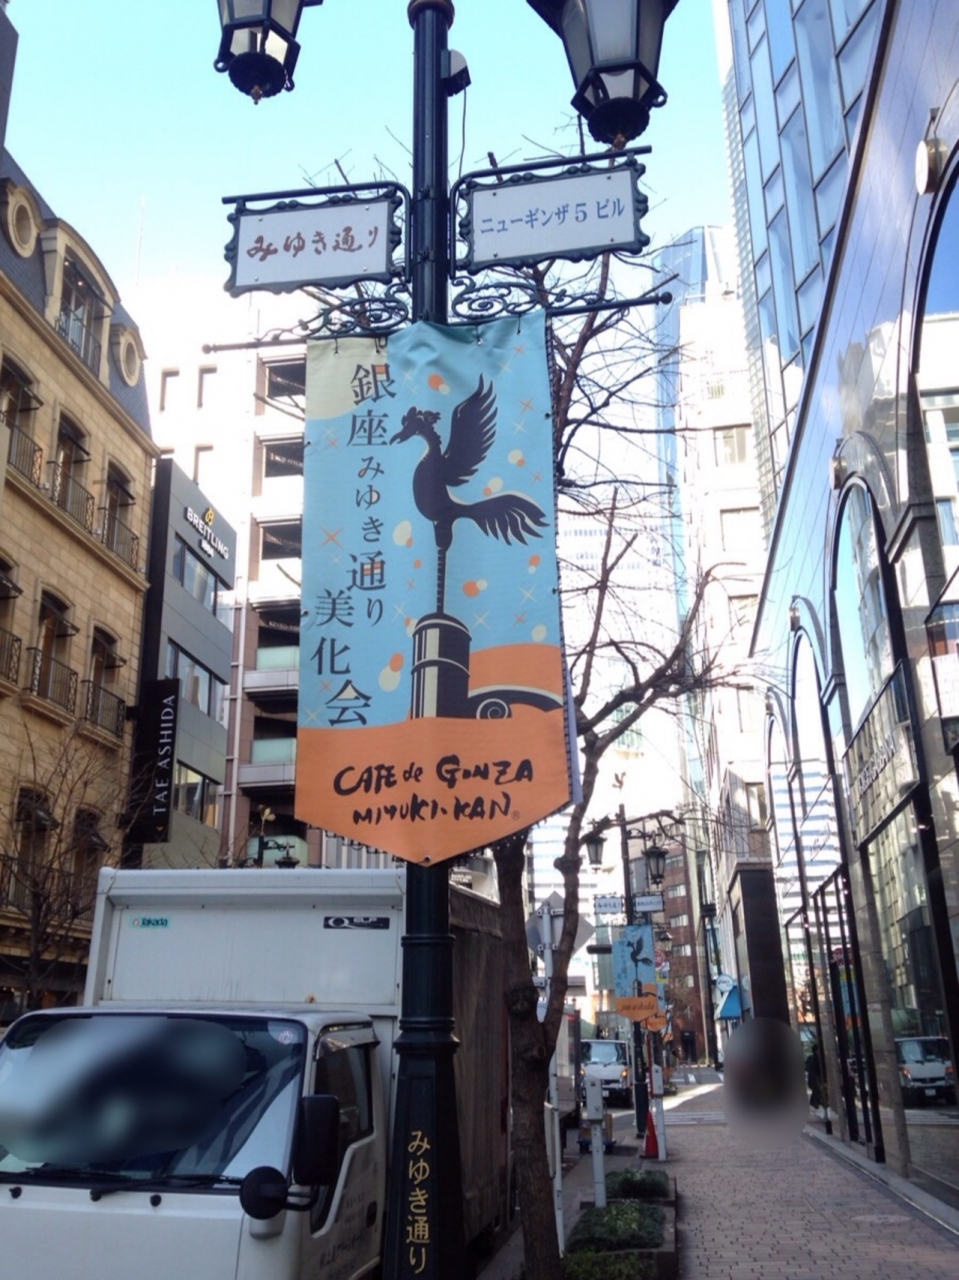 みゆき通り
ニューギンザ5ビル
銀座みゆき通り
美化会
CAFE de GINZA
MIYUKI-KAN®
BREITLING
TAE ASHIDA
Takada
みゆき通り